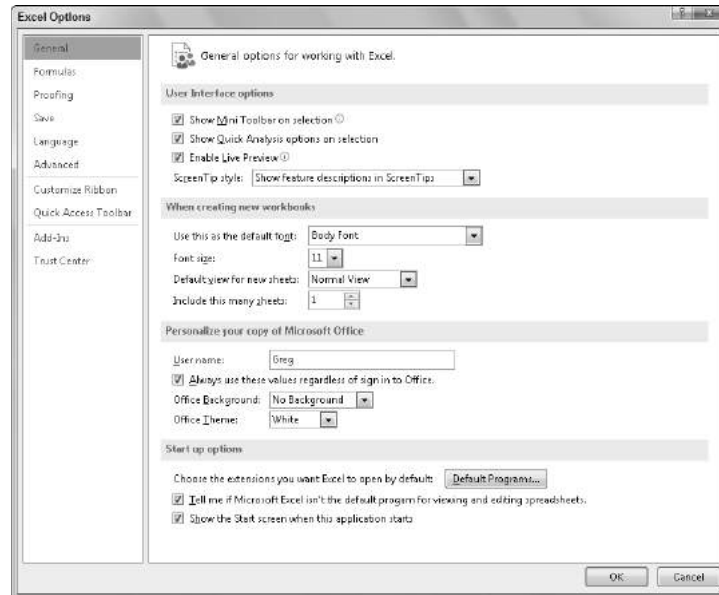 Excel Options
General
Formulas
Proofing
Save
Language
Advanced
Customize Ribbon
Quick Access Toolbar
Add-Ins
Trust Center
General options for working with Excel.
User Interface options
Show Mini Toolbar on selection
Show Quick Analysis options on selection
Enable Live Preview
ScreenTip style: Show feature descriptions in ScreenTips
When creating new workbooks
Use this as the default font: Body Font
Font size: 11
Default view for new sheets: Normal View
Include this many sheets: 1
Personalize your copy of Microsoft Office
User name: Greg
Always use these values regardless of sign in to Office.
Office Background: No Background
Office Theme: White
Start up options
Choose the extensions you want Excel to open by default: Default Programs...
Tell me if Microsoft Excel isn't the default progam for viewing and editing spreadsheets.
Show the Start screen when this application starts
OK Cancel